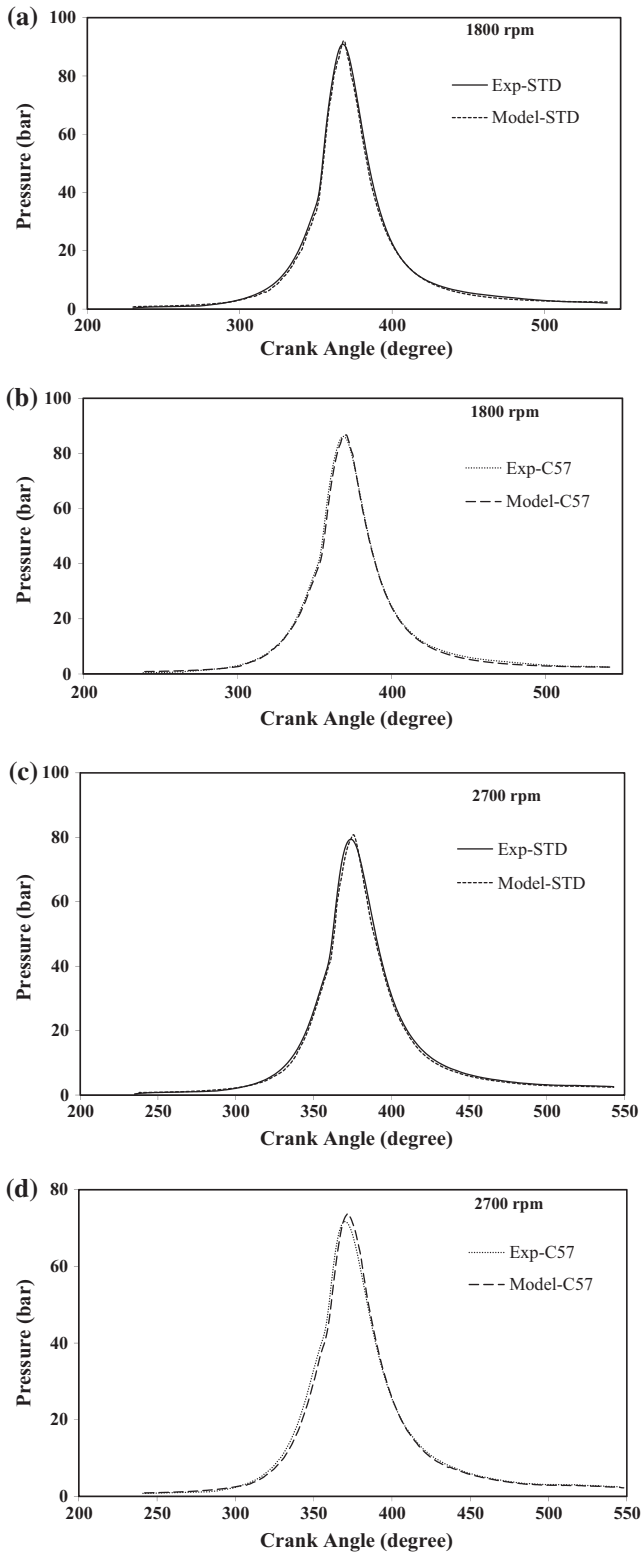 (a)
100
80
60
40
20
0
200
300
400
500
Pressure (bar)
Crank Angle (degree)
1800 rpm
Exp-STD
Model-STD
(b)
100
80
60
40
20
0
200
300
400
500
Pressure (bar)
Crank Angle (degree)
1800 rpm
Exp-C57
Model-C57
(c)
100
80
60
40
20
0
200
250
300
350
400
450
500
550
Pressure (bar)
Crank Angle (degree)
2700 rpm
Exp-STD
Model-STD
(d)
80
60
40
20
0
200
250
300
350
400
450
500
550
Pressure (bar)
Crank Angle (degree)
2700 rpm
Exp-C57
Model-C57